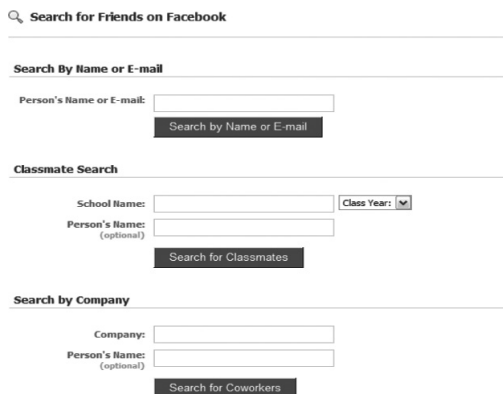 Search for Friends on Facebook
Search By Name or E-mail
Person's Name or E-mail:
Search by Name or E-mail
Classmate Search
School Name:
Class Year:
Person's Name:
(optional)
Search for Classmates
Search by Company
Company:
Person's Name:
(optional)
Search for Coworkers